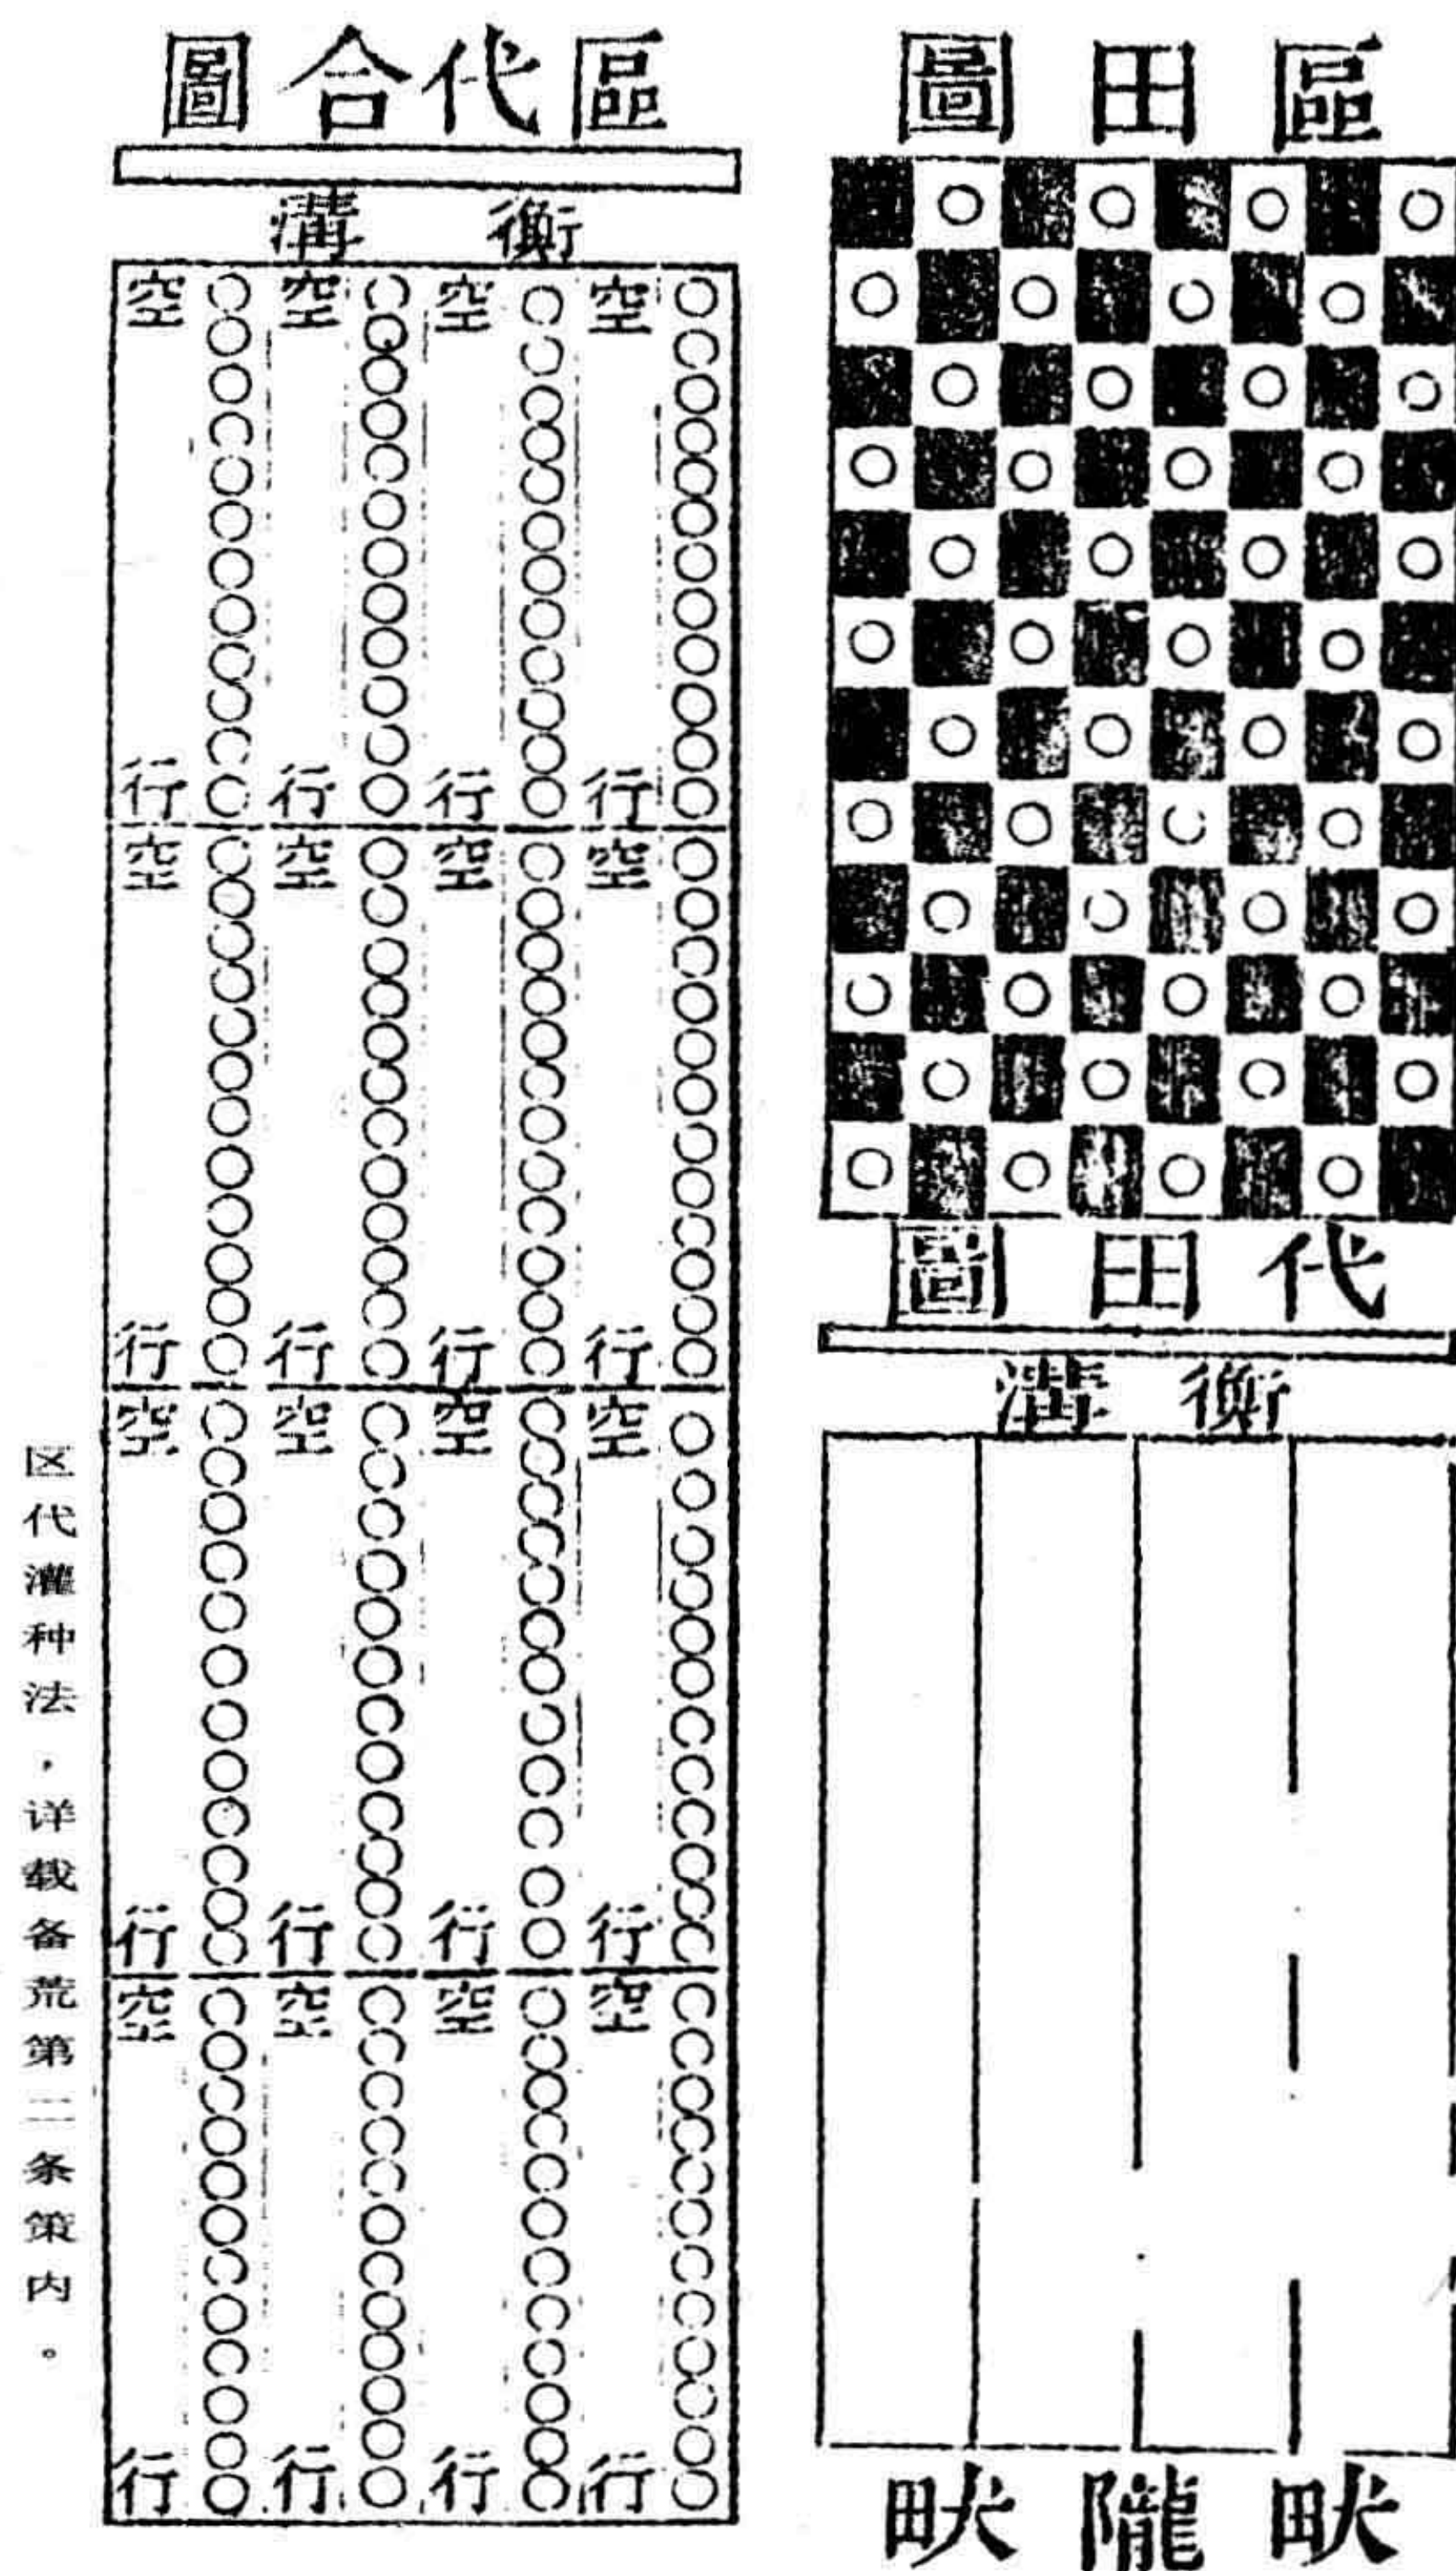 區田圖
代田圖
衡溝
畎隴畎
區代合圖
衡溝
空 空 空 空
行 行 行 行
空 空 空 空
行 行 行 行
空 空 空 空
行 行 行 行
空 空 空 空
行 行 行 行
区代灌种法，详载备荒第二条策内。